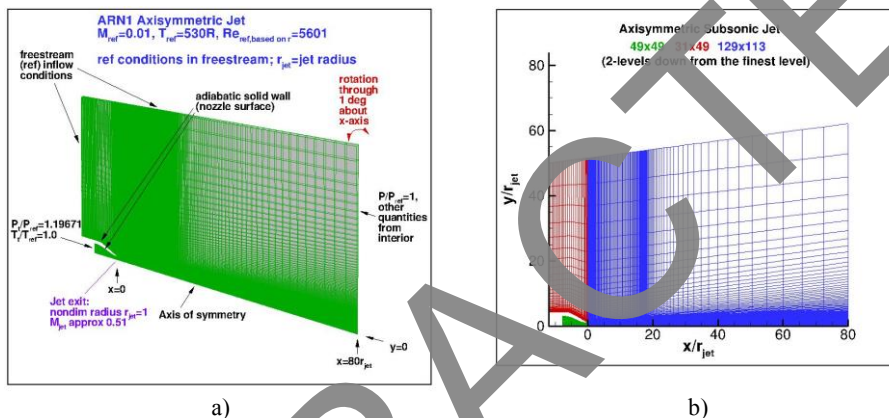 ARN1 Axisymmetric Jet
M_ref=0.01, T_ref=530R, Re_ref,based on r=5601
ref conditions in freestream; r_jet=jet radius
freestream
(ref) inflow
conditions
adiabatic solid wall
(nozzle surface)
rotation
through
1 deg
about
x-axis
P/P_ref=1,
other
quantities
from
interior
P_t/P_ref=1.19671
T_t/T_ref=1.0
x=0
Jet exit:
nondim radius r_jet=1
M_jet approx 0.51
Axis of symmetry
y=0
x=80r_jet
a)
Axisymmetric Subsonic Jet
49x49 31x49 129x113
(2-levels down from the finest level)
80
60
40
20
0
y/r_jet
0 20 40 60 80
x/r_jet
b)